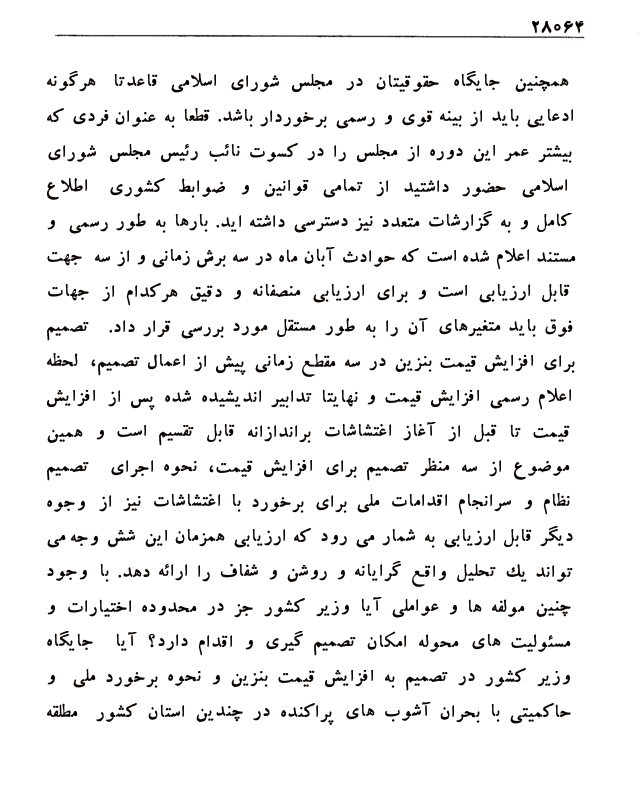 ۲۸۰۶۴
همچنین جایگاه حقوقیتان در مجلس شورای اسلامی قاعدتا هرگونه
ادعایی باید از بینه قوی و رسمی برخوردار باشد. قطعا به عنوان فردی که
بیشتر عمر این دوره از مجلس را در کسوت نائب رئیس مجلس شورای
اسلامی حضور داشتید از تمامی قوانین و ضوابط کشوری اطلاع
کامل و به گزارشات متعدد نیز دسترسی داشته اید. بارها به طور رسمی و
مستند اعلام شده است که حوادث آبان ماه در سه برش زمانی و از سه جهت
قابل ارزیابی است و برای ارزیابی منصفانه و دقیق هرکدام از جهات
فوق باید متغیرهای آن را به طور مستقل مورد بررسی قرار داد. تصمیم
برای افزایش قیمت بنزین در سه مقطع زمانی پیش از اعمال تصمیم، لحظه
اعلام رسمی افزایش قیمت و نهایتا تدابیر اندیشیده شده پس از افزایش
قیمت تا قبل از آغاز اغتشاشات براندازانه قابل تقسیم است و همین
موضوع از سه منظر تصمیم برای افزایش قیمت، نحوه اجرای تصمیم
نظام و سرانجام اقدامات ملی برای برخورد با اغتشاشات نیز از وجوه
دیگر قابل ارزیابی به شمار می رود که ارزیابی همزمان این شش وجه می
تواند یك تحلیل واقع گرایانه و روشن و شفاف را ارائه دهد. با وجود
چنین مولفه ها و عواملی آیا وزیر کشور جز در محدوده اختیارات و
مسئولیت های محوله امکان تصمیم گیری و اقدام دارد؟ آیا جایگاه
وزیر کشور در تصمیم به افزایش قیمت بنزین و نحوه برخورد ملی و
حاکمیتی با بحران آشوب های پراکنده در چندین استان کشور مطلقه